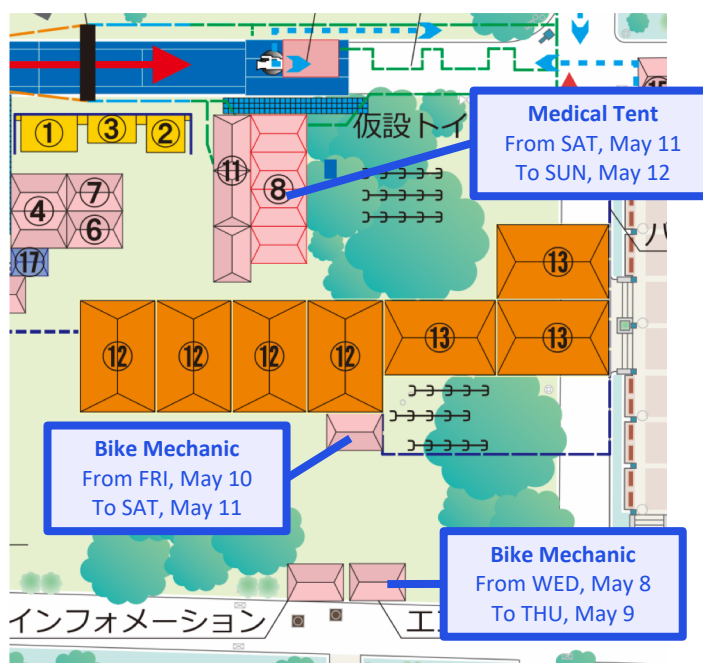 仮設トイ
Medical Tent
From SAT, May 11
To SUN, May 12
①
③
②
⑪
⑧
④
⑦
⑥
⑰
⑬
⑫
⑫
⑫
⑫
⑬
⑬
Bike Mechanic
From FRI, May 10
To SAT, May 11
Bike Mechanic
From WED, May 8
To THU, May 9
インフォメーション